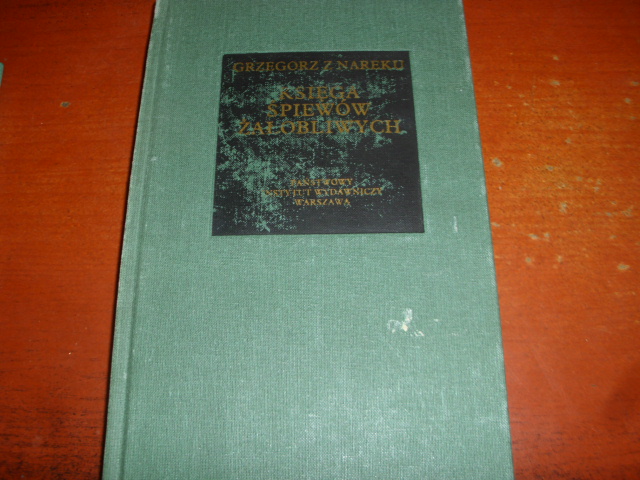 GRZEGORZ Z NAREKU
KSIĘGA
ŚPIEWÓW
ŻAŁOBLIWYCH
PAŃSTWOWY
INSTYTUT WYDAWNICZY
WARSZAWA